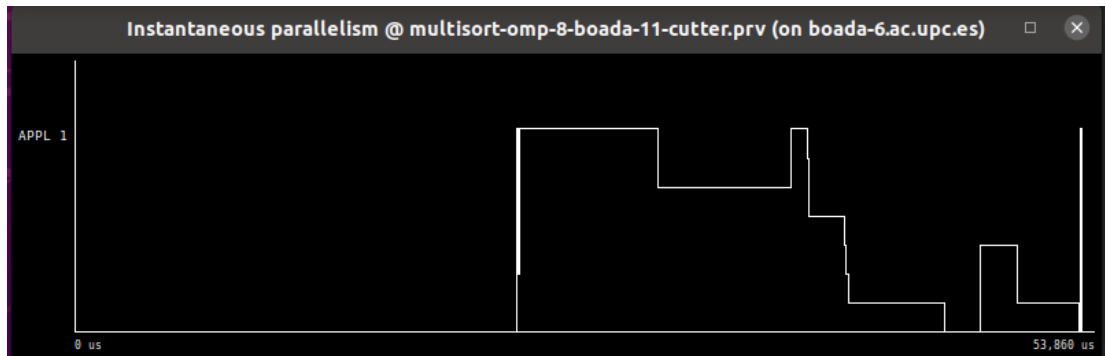 Instantaneous parallelism @ multisort-omp-8-boada-11-cutter.prv (on boada-6.ac.upc.es)
APPL 1
0 us
53,860 us